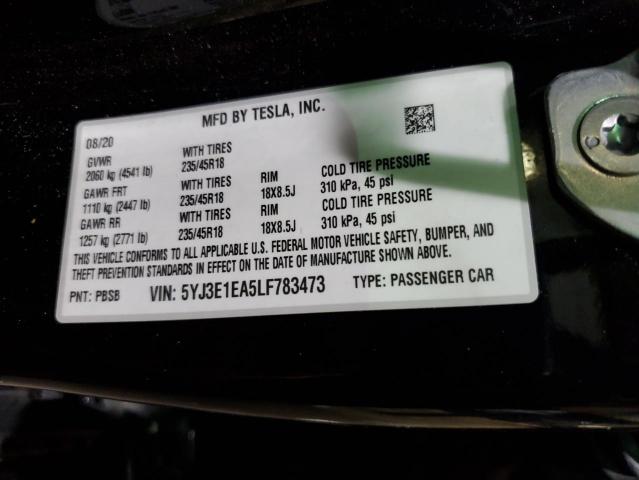 MFD BY TESLA, INC.
08/20
GVWR WITH TIRES
2060 kg (4541 lb) 235/45R18
GAWR FRT WITH TIRES RIM COLD TIRE PRESSURE
1110 kg (2447 lb) 235/45R18 18X8.5J 310 kPa, 45 psi
GAWR RR WITH TIRES RIM COLD TIRE PRESSURE
1257 kg (2771 lb) 235/45R18 18X8.5J 310 kPa, 45 psi
THIS VEHICLE CONFORMS TO ALL APPLICABLE U.S. FEDERAL MOTOR VEHICLE SAFETY, BUMPER, AND
THEFT PREVENTION STANDARDS IN EFFECT ON THE DATE OF MANUFACTURE SHOWN ABOVE.
PNT: PBSB VIN: 5YJ3E1EA5LF783473 TYPE: PASSENGER CAR